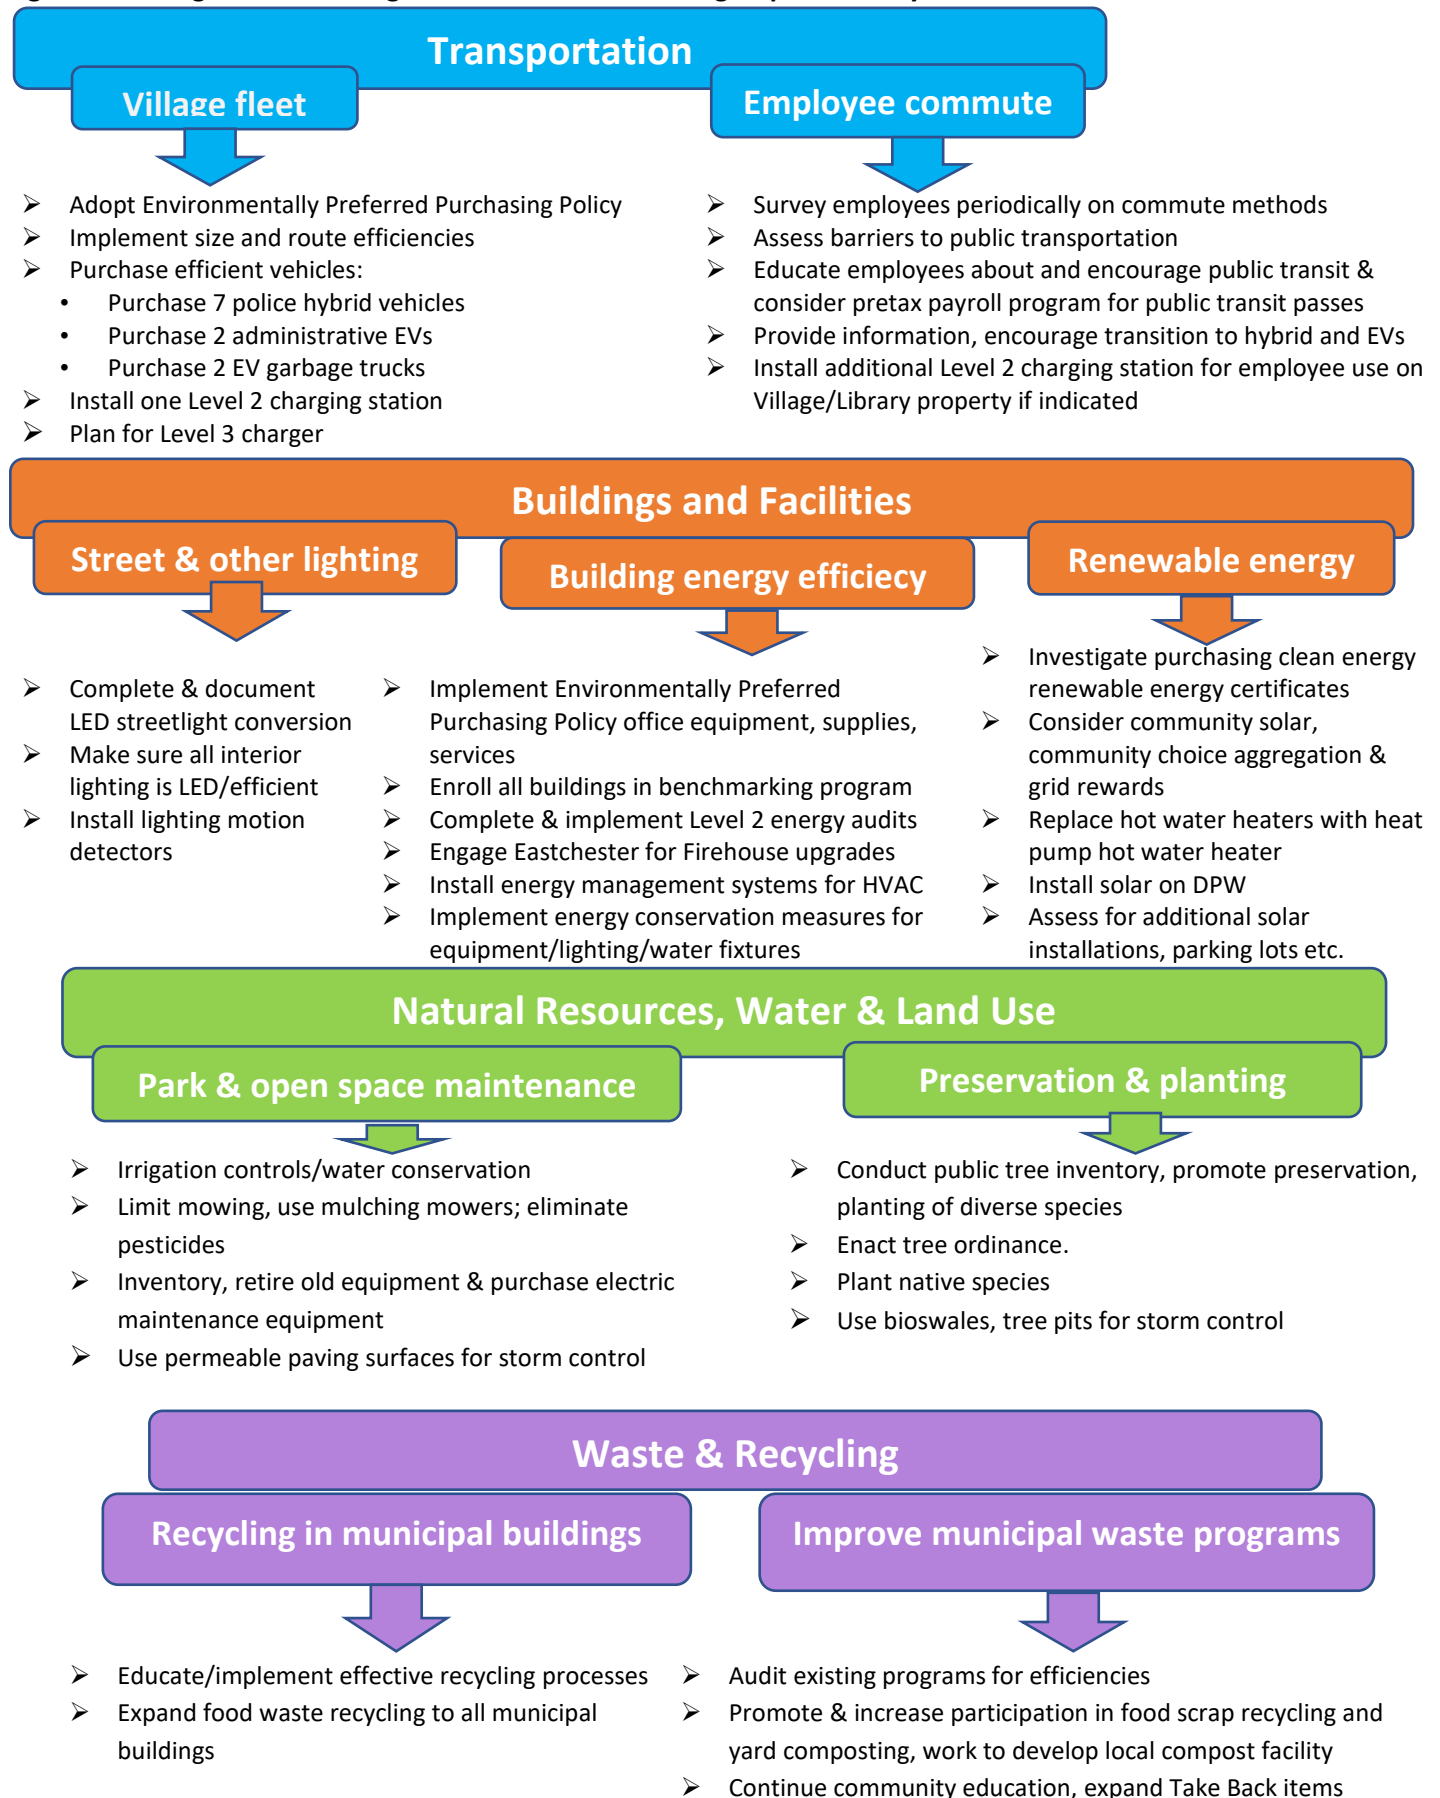 Transportation
Village fleet
Employee commute
➢ Adopt Environmentally Preferred Purchasing Policy
➢ Implement size and route efficiencies
➢ Purchase efficient vehicles:
• Purchase 7 police hybrid vehicles
• Purchase 2 administrative EVs
• Purchase 2 EV garbage trucks
➢ Install one Level 2 charging station
➢ Plan for Level 3 charger
➢ Survey employees periodically on commute methods
➢ Assess barriers to public transportation
➢ Educate employees about and encourage public transit &
consider pretax payroll program for public transit passes
➢ Provide information, encourage transition to hybrid and EVs
➢ Install additional Level 2 charging station for employee use on
Village/Library property if indicated
Buildings and Facilities
Street & other lighting
Building energy efficiecy
Renewable energy
➢ Complete & document
LED streetlight conversion
➢ Make sure all interior
lighting is LED/efficient
➢ Install lighting motion
detectors
➢ Implement Environmentally Preferred
Purchasing Policy office equipment, supplies,
services
➢ Enroll all buildings in benchmarking program
➢ Complete & implement Level 2 energy audits
➢ Engage Eastchester for Firehouse upgrades
➢ Install energy management systems for HVAC
➢ Implement energy conservation measures for
equipment/lighting/water fixtures
➢ Investigate purchasing clean energy
renewable energy certificates
➢ Consider community solar,
community choice aggregation &
grid rewards
➢ Replace hot water heaters with heat
pump hot water heater
➢ Install solar on DPW
➢ Assess for additional solar
installations, parking lots etc.
Natural Resources, Water & Land Use
Park & open space maintenance
Preservation & planting
➢ Irrigation controls/water conservation
➢ Limit mowing, use mulching mowers; eliminate
pesticides
➢ Inventory, retire old equipment & purchase electric
maintenance equipment
➢ Use permeable paving surfaces for storm control
➢ Conduct public tree inventory, promote preservation,
planting of diverse species
➢ Enact tree ordinance.
➢ Plant native species
➢ Use bioswales, tree pits for storm control
Waste & Recycling
Recycling in municipal buildings
Improve municipal waste programs
➢ Educate/implement effective recycling processes
➢ Expand food waste recycling to all municipal
buildings
➢ Audit existing programs for efficiencies
➢ Promote & increase participation in food scrap recycling and
yard composting, work to develop local compost facility
➢ Continue community education, expand Take Back items